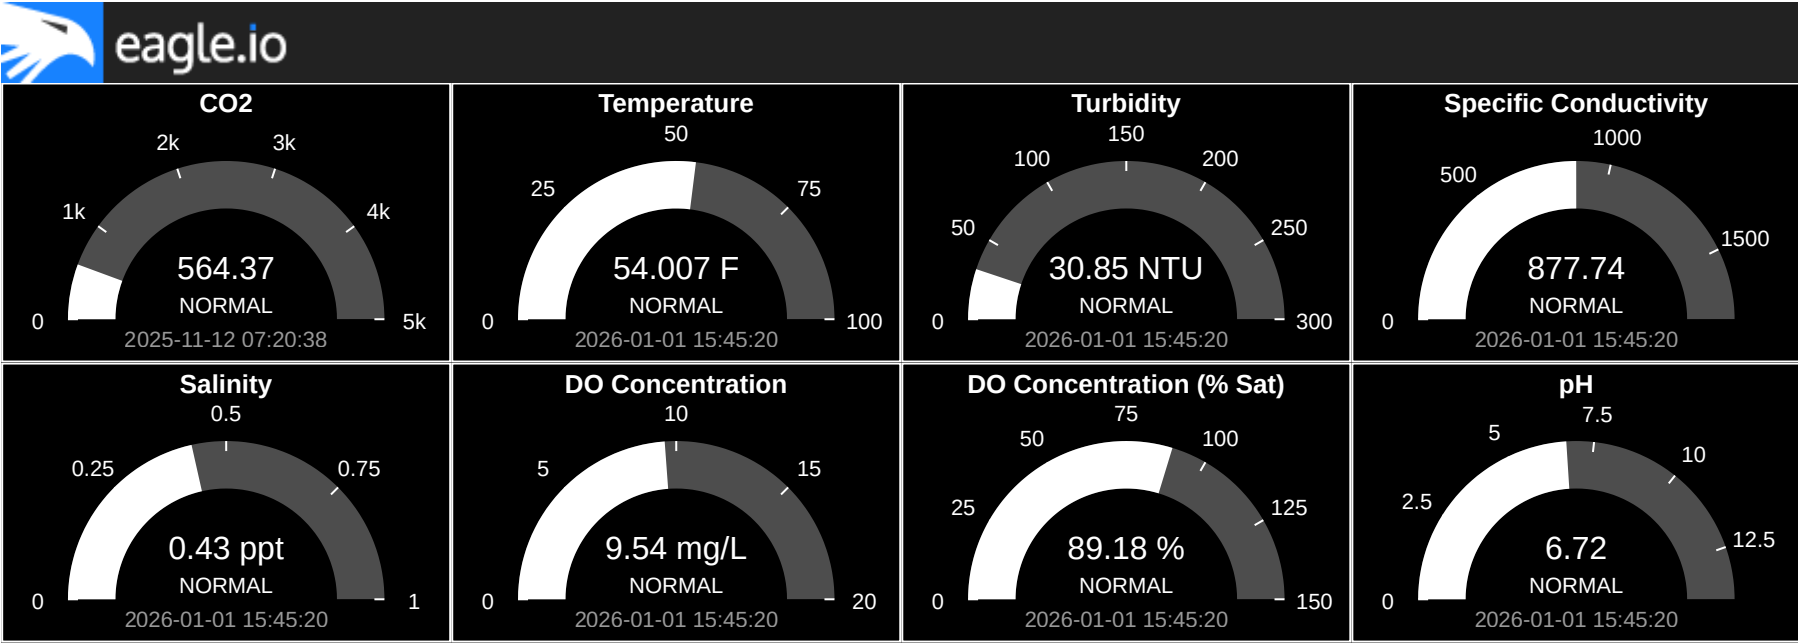 eagle.io
CO2
0
1k
2k
3k
4k
5k
564.37
NORMAL
2025-11-12 07:20:38
Temperature
0
25
50
75
100
54.007 F
NORMAL
2026-01-01 15:45:20
Turbidity
0
50
100
150
200
250
300
30.85 NTU
NORMAL
2026-01-01 15:45:20
Specific Conductivity
0
500
1000
1500
877.74
NORMAL
2026-01-01 15:45:20
Salinity
0
0.25
0.5
0.75
1
0.43 ppt
NORMAL
2026-01-01 15:45:20
DO Concentration
0
5
10
15
20
9.54 mg/L
NORMAL
2026-01-01 15:45:20
DO Concentration (% Sat)
0
25
50
75
100
125
150
89.18 %
NORMAL
2026-01-01 15:45:20
pH
0
2.5
5
7.5
10
12.5
6.72
NORMAL
2026-01-01 15:45:20